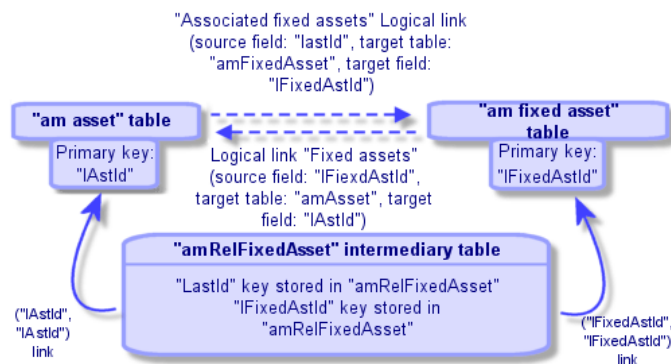 "Associated fixed assets" Logical link
(source field: "lastId", target table:
"amFixedAsset", target field:
"lFixedAstId")
"am asset" table
"am fixed asset"
table
Primary key:
"lAstId"
Logical link "Fixed assets"
(source field: "lFiexdAstId",
target table: "amAsset", target
field: "lAstId")
Primary key:
"lFixedAstId"
"amRelFixedAsset" intermediary table
"LastId" key stored in "amRelFixedAsset"
"lFixedAstId" key stored in
"amRelFixedAsset"
("lAstId",
"lAstId")
link
("lFixedAstId",
"lFixedAstId")
link